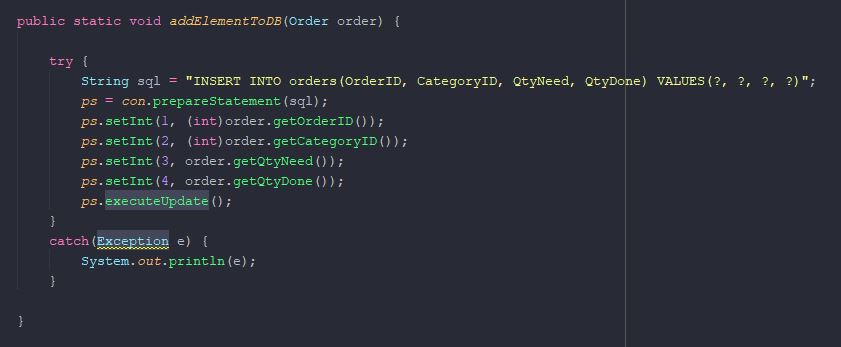 public static void addElementToDB(Order order) {
try {
String sql = "INSERT INTO orders(OrderID, CategoryID, QtyNeed, QtyDone) VALUES(?, ?, ?, ?)";
ps = con.prepareStatement(sql);
ps.setInt(1, (int)order.getOrderID());
ps.setInt(2, (int)order.getCategoryID());
ps.setInt(3, order.getQtyNeed());
ps.setInt(4, order.getQtyDone());
ps.executeUpdate();
}
catch(Exception e) {
System.out.println(e);
}
}